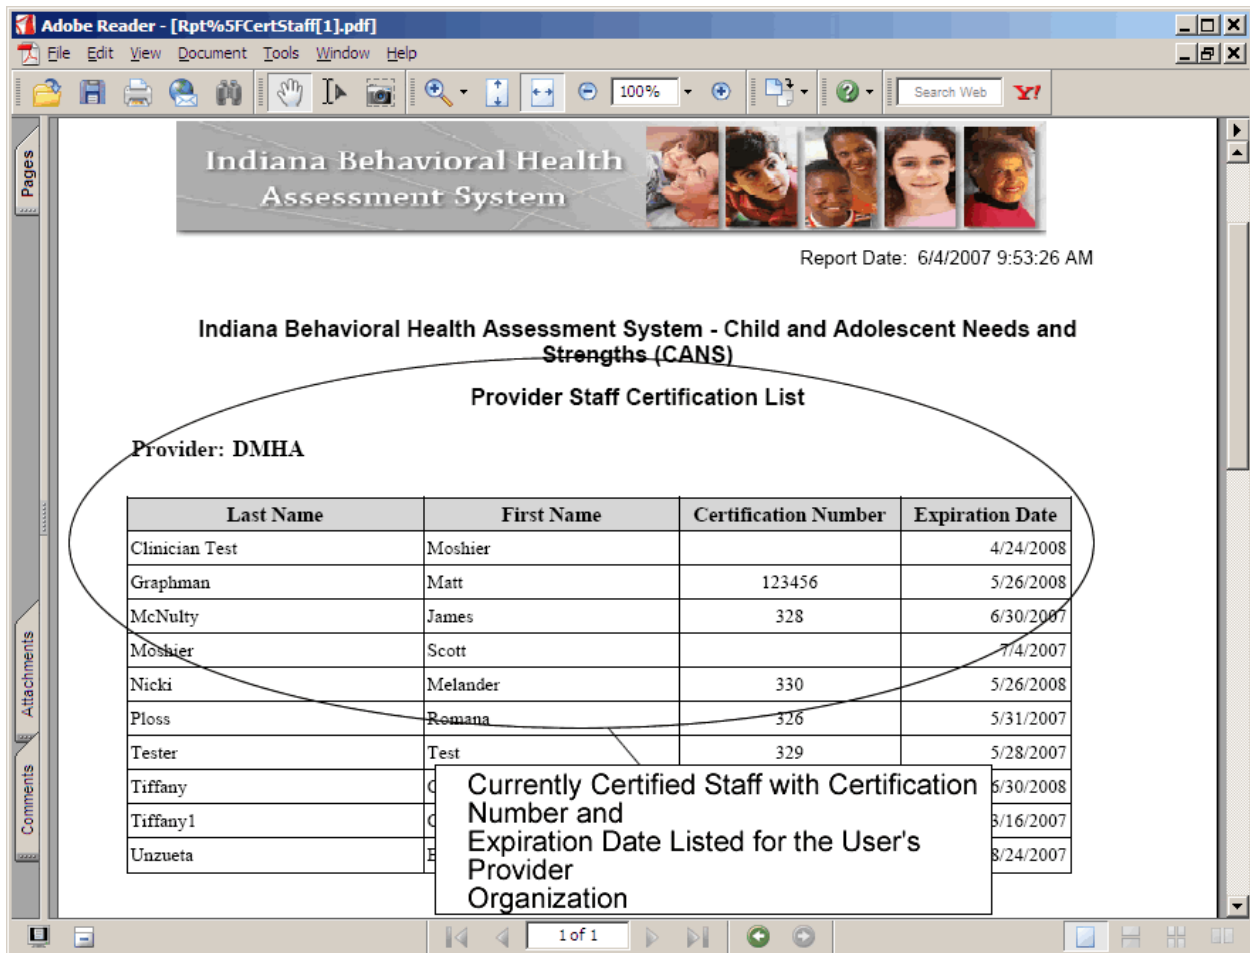 Adobe Reader - [Rpt%5FCertStaff[1].pdf]
File Edit View Document Tools Window Help
100%
Search Web Y!
Pages
Attachments
Comments
Indiana Behavioral Health
Assessment System
Report Date: 6/4/2007 9:53:26 AM
Indiana Behavioral Health Assessment System - Child and Adolescent Needs and
Strengths (CANS)
Provider Staff Certification List
Provider: DMHA
Last Name First Name Certification Number Expiration Date
Clinician Test Moshier 4/24/2008
Graphman Matt 123456 5/26/2008
McNulty James 328 6/30/2007
Moshier Scott 7/4/2007
Nicki Melander 330 5/26/2008
Ploss Romana 326 5/31/2007
Tester Test 329 5/28/2007
Tiffany 6/30/2008
Tiffany1 3/16/2007
Unzueta 8/24/2007
Currently Certified Staff with Certification
Number and
Expiration Date Listed for the User's
Provider
Organization
1 of 1